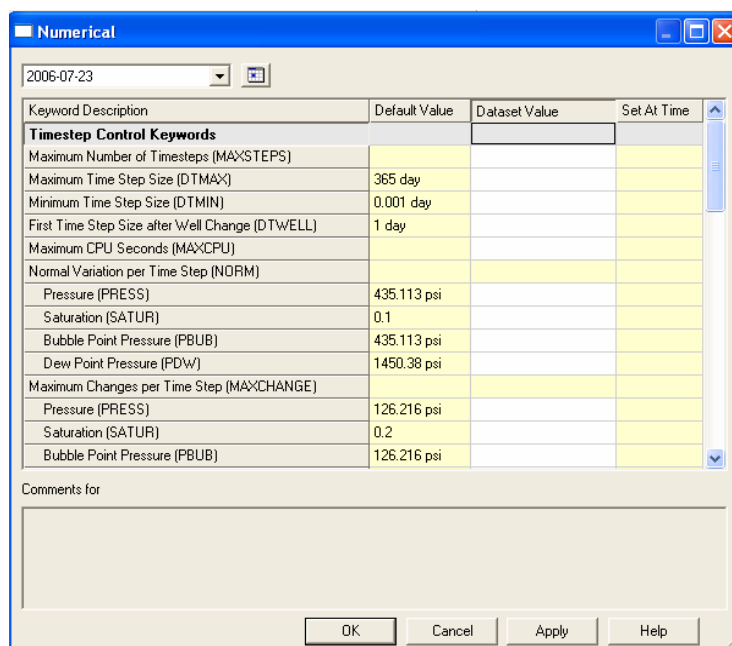 Numerical
2006-07-23
Keyword Description Default Value Dataset Value Set At Time
Timestep Control Keywords
Maximum Number of Timesteps (MAXSTEPS)
Maximum Time Step Size (DTMAX) 365 day
Minimum Time Step Size (DTMIN) 0.001 day
First Time Step Size after Well Change (DTWELL) 1 day
Maximum CPU Seconds (MAXCPU)
Normal Variation per Time Step (NORM)
Pressure (PRESS) 435.113 psi
Saturation (SATUR) 0.1
Bubble Point Pressure (PBUB) 435.113 psi
Dew Point Pressure (PDW) 1450.38 psi
Maximum Changes per Time Step (MAXCHANGE)
Pressure (PRESS) 126.216 psi
Saturation (SATUR) 0.2
Bubble Point Pressure (PBUB) 126.216 psi
Comments for
OK Cancel Apply Help